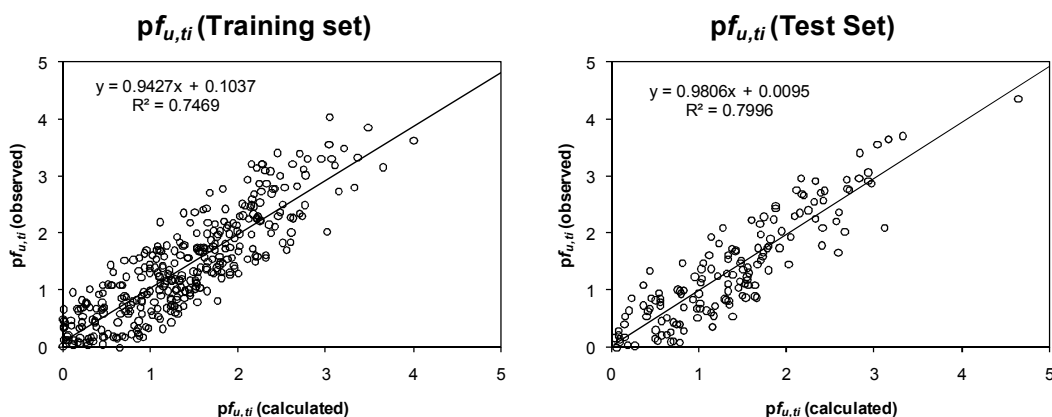 pfu,ti (Training set)
y = 0.9427x + 0.1037
R² = 0.7469
5
4
3
2
1
0
pfu,ti (observed)
0 1 2 3 4 5
pfu,ti (calculated)
pfu,ti (Test Set)
y = 0.9806x + 0.0095
R² = 0.7996
5
4
3
2
1
0
pfu,ti (observed)
0 1 2 3 4 5
pfu,ti (calculated)